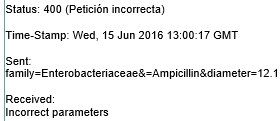 Status: 400 (Petición incorrecta)
Time-Stamp: Wed, 15 Jun 2016 13:00:17 GMT
Sent:
family=Enterobacteriaceae&=Ampicillin&diameter=12.1
Received:
Incorrect parameters